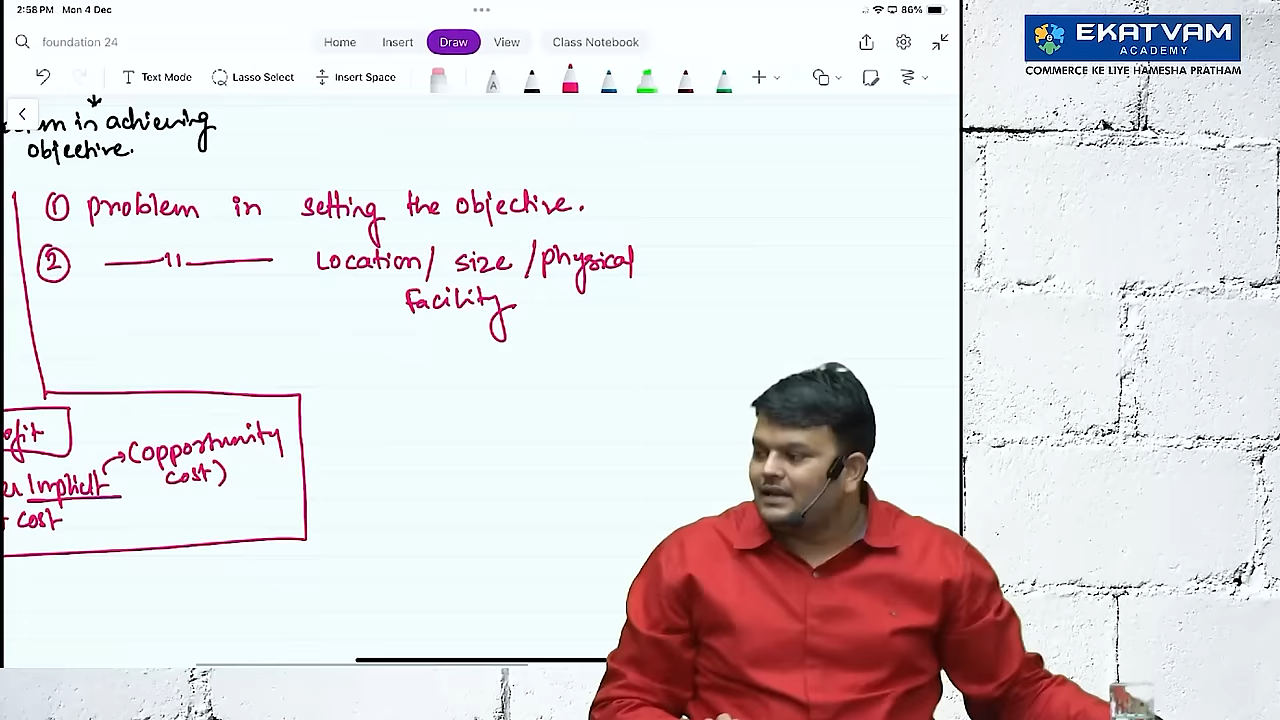 2:58 PM Mon 4 Dec
86%
foundation 24
Home Insert Draw View Class Notebook
Text Mode Lasso Select Insert Space
EKATVAM
ACADEMY
COMMERCE KE LIYE HAMESHA PRATHAM
in achieving
objective.
① problem in setting the objective.
② —11— Location/ size /physical
Facility
(opportunity
cost)
Implicit
cost